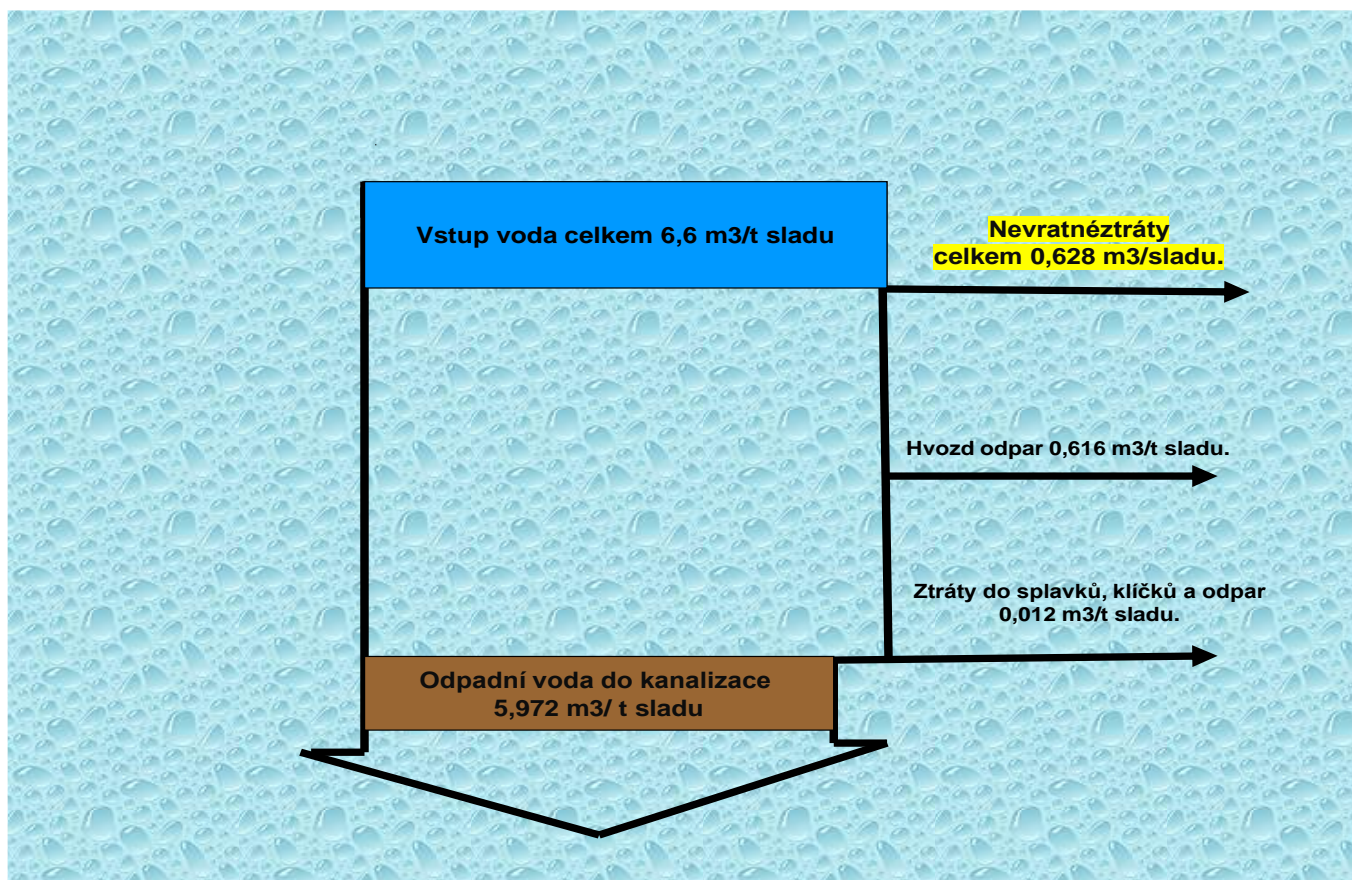 Vstup voda celkem 6,6 m3/t sladu
Nevratnéztráty
celkem 0,628 m3/sladu.
Hvozd odpar 0,616 m3/t sladu.
Ztráty do splavků, klíčků a odpar
0,012 m3/t sladu.
Odpadní voda do kanalizace
5,972 m3/ t sladu